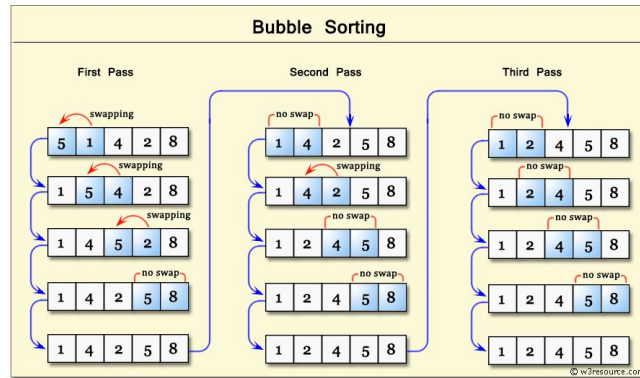 Bubble Sorting
First Pass
swapping
5 1 4 2 8
swapping
1 5 4 2 8
swapping
1 4 5 2 8
no swap
1 4 2 5 8
1 4 2 5 8
Second Pass
no swap
1 4 2 5 8
swapping
1 4 2 5 8
no swap
1 2 4 5 8
no swap
1 2 4 5 8
1 2 4 5 8
Third Pass
no swap
1 2 4 5 8
no swap
1 2 4 5 8
no swap
1 2 4 5 8
no swap
1 2 4 5 8
1 2 4 5 8
© w3resource.com